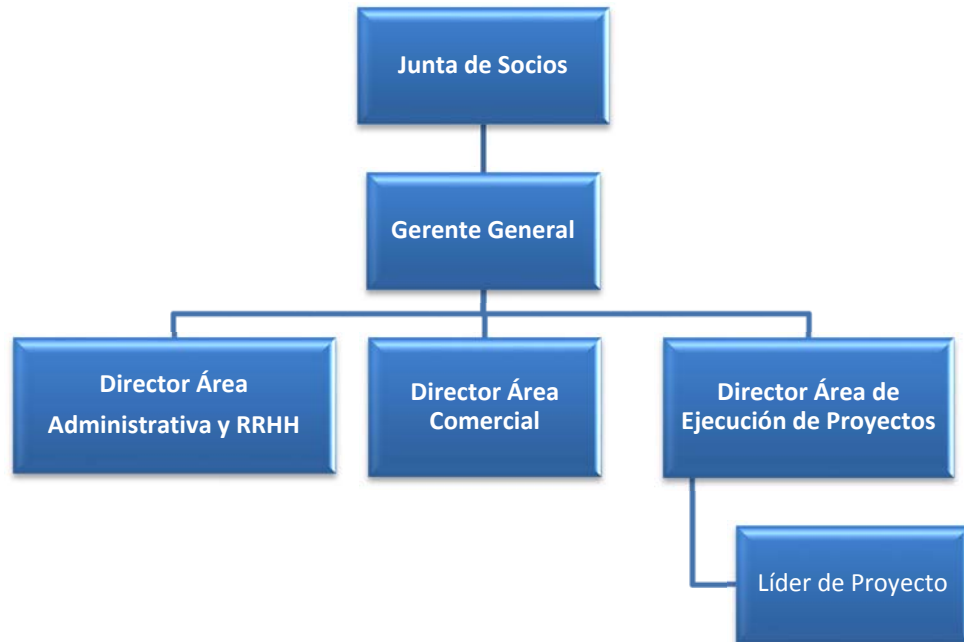 Junta de Socios
Gerente General
Director Área
Administrativa y RRHH
Director Área
Comercial
Director Área de
Ejecución de Proyectos
Líder de Proyecto